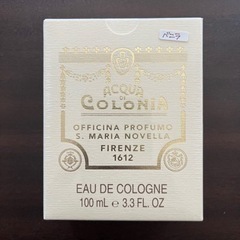 ACQUA
DI
COLONIA
OFFICINA PROFUMO
S. MARIA NOVELLA
FIRENZE
1612
EAU DE COLOGNE
100 mL e 3.3 FL. OZ